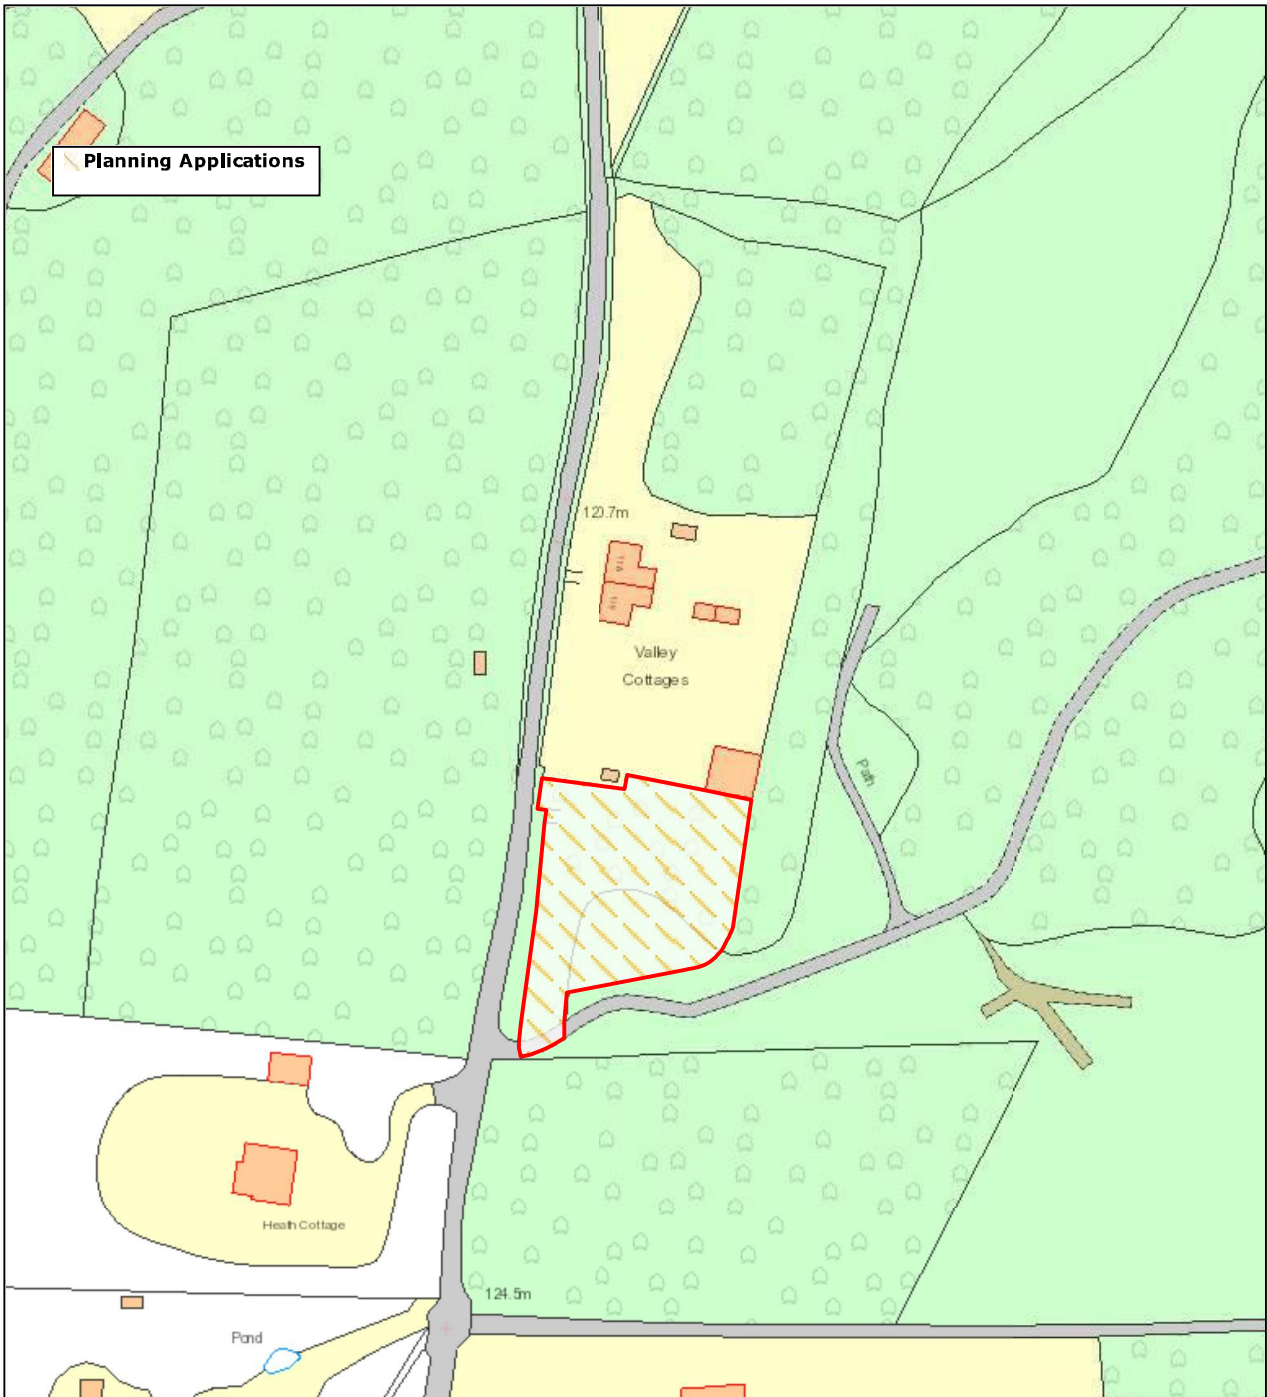 Planning Applications
120.7m
Valley
Cottages
Path
Heath Cottage
124.5m
Pond